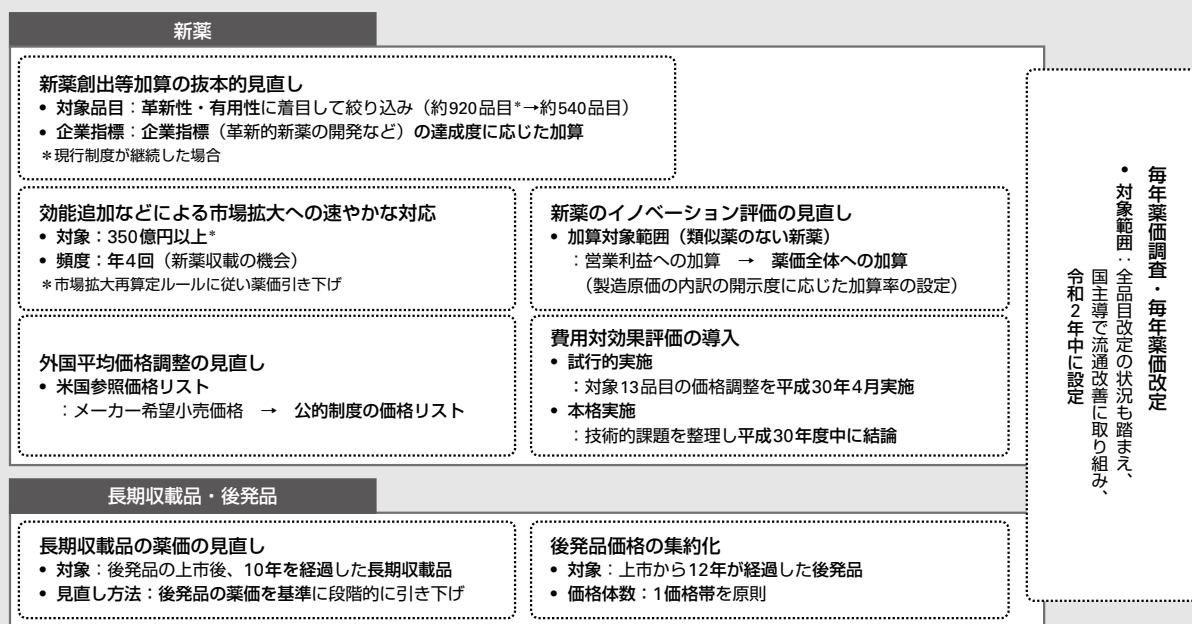 新薬
新薬創出等加算の抜本的見直し
• 対象品目：革新性・有用性に着目して絞り込み（約920品目*→約540品目）
• 企業指標：企業指標（革新的新薬の開発など）の達成度に応じた加算
*現行制度が継続した場合
効能追加などによる市場拡大への速やかな対応
• 対象：350億円以上*
• 頻度：年4回（新薬収載の機会）
*市場拡大再算定ルールに従い薬価引き下げ
新薬のイノベーション評価の見直し
• 加算対象範囲（類似薬のない新薬）
：営業利益への加算　→　薬価全体への加算
（製造原価の内訳の開示度に応じた加算率の設定）
外国平均価格調整の見直し
• 米国参照価格リスト
：メーカー希望小売価格　→　公的制度の価格リスト
費用対効果評価の導入
• 試行的実施
：対象13品目の価格調整を平成30年4月実施
• 本格実施
：技術的課題を整理し平成30年度中に結論
長期収載品・後発品
長期収載品の薬価の見直し
• 対象：後発品の上市後、10年を経過した長期収載品
• 見直し方法：後発品の薬価を基準に段階的に引き下げ
後発品価格の集約化
• 対象：上市から12年が経過した後発品
• 価格体数：1価格帯を原則
毎年薬価調査・毎年薬価改定
• 対象範囲：全品目改定の状況も踏まえ、
国主導で流通改善に取り組み、
令和2年中に設定